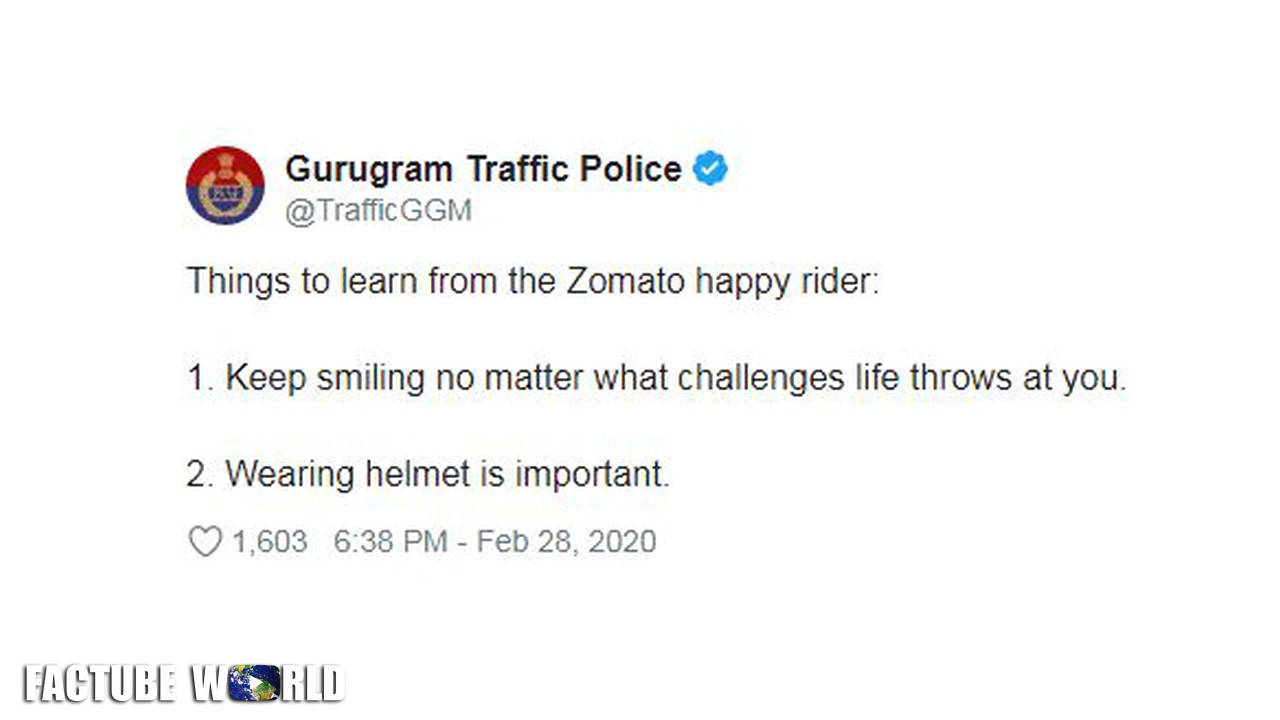 Gurugram Traffic Police
@TrafficGGM
Things to learn from the Zomato happy rider:
1. Keep smiling no matter what challenges life throws at you.
2. Wearing helmet is important.
1,603 6:38 PM - Feb 28, 2020
FACTUBE WORLD